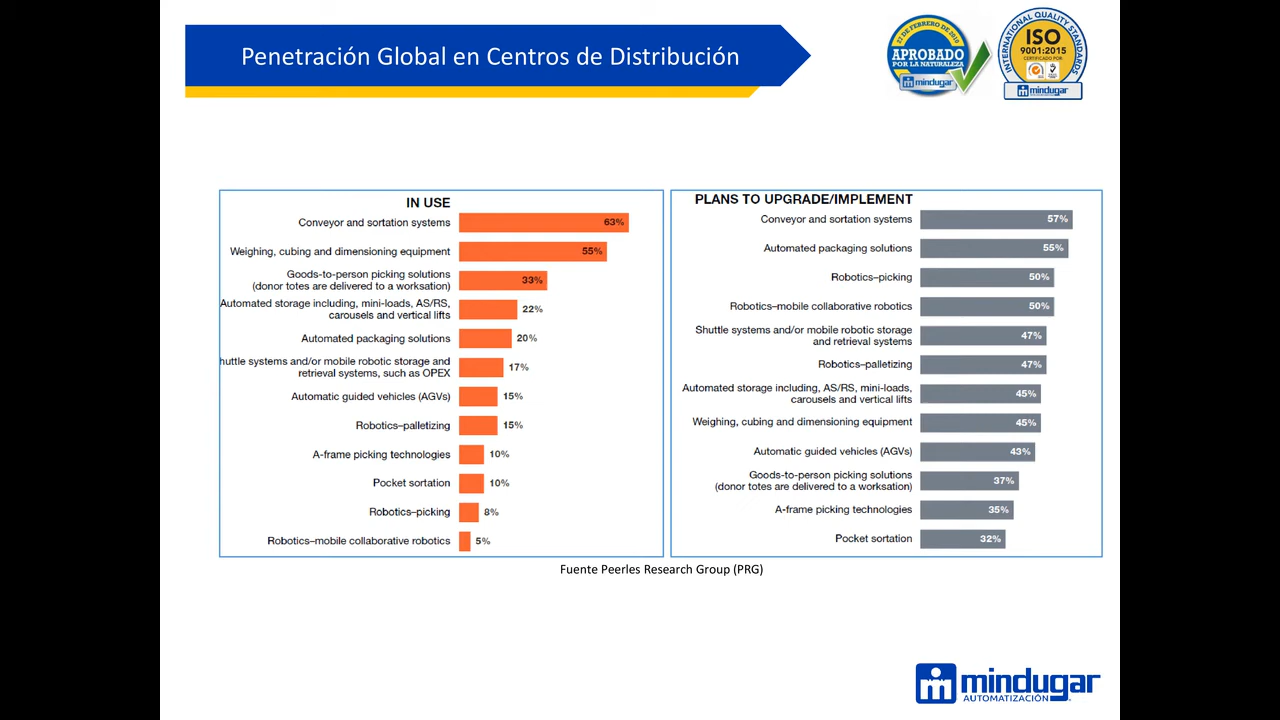 Penetración Global en Centros de Distribución
27 DE FEBRERO DE 2010
APROBADO
POR LA NATURALEZA
mindugar
INTERNATIONAL QUALITY STANDARDS
ISO
9001:2015
CERTIFICADO POR
mindugar
IN USE
Conveyor and sortation systems 63%
Weighing, cubing and dimensioning equipment 55%
Goods-to-person picking solutions
(donor totes are delivered to a worksation) 33%
Automated storage including, mini-loads, AS/RS,
carousels and vertical lifts 22%
Automated packaging solutions 20%
huttle systems and/or mobile robotic storage and
retrieval systems, such as OPEX 17%
Automatic guided vehicles (AGVs) 15%
Robotics–palletizing 15%
A-frame picking technologies 10%
Pocket sortation 10%
Robotics–picking 8%
Robotics–mobile collaborative robotics 5%
PLANS TO UPGRADE/IMPLEMENT
Conveyor and sortation systems 57%
Automated packaging solutions 55%
Robotics–picking 50%
Robotics–mobile collaborative robotics 50%
Shuttle systems and/or mobile robotic storage
and retrieval systems 47%
Robotics–palletizing 47%
Automated storage including, AS/RS, mini-loads,
carousels and vertical lifts 45%
Weighing, cubing and dimensioning equipment 45%
Automatic guided vehicles (AGVs) 43%
Goods-to-person picking solutions
(donor totes are delivered to a worksation) 37%
A-frame picking technologies 35%
Pocket sortation 32%
Fuente Peerles Research Group (PRG)
mindugar
AUTOMATIZACIÓN